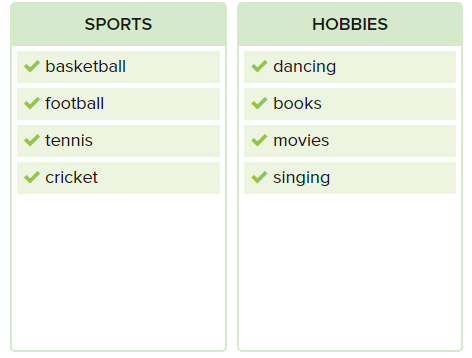 SPORTS
basketball
football
tennis
cricket
HOBBIES
dancing
books
movies
singing